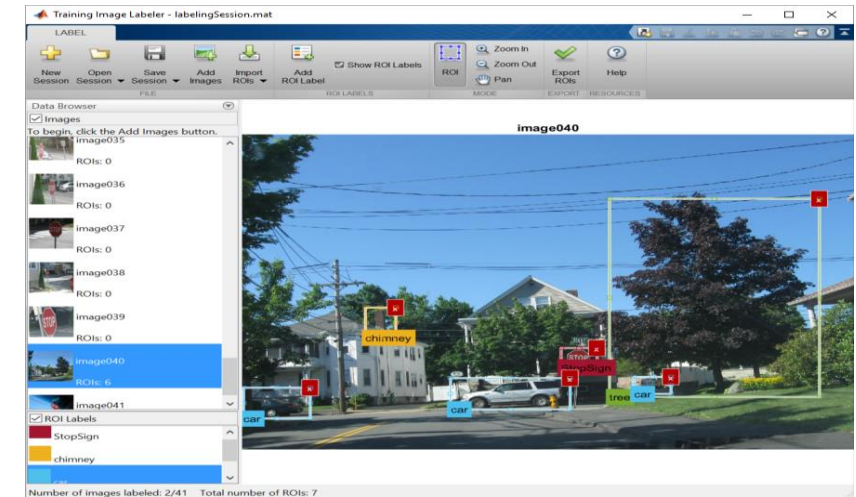 Training Image Labeler - labelingSession.mat
LABEL
New Session
Open Session
Save Session
Add Images
Import ROIs
Add ROI Label
Show ROI Labels
ROI
Zoom In
Zoom Out
Pan
Export ROIs
Help
FILE
ROI LABELS
MODE
EXPORT
RESOURCES
Data Browser
Images
To begin, click the Add Images button.
image035
ROIs: 0
image036
ROIs: 0
image037
ROIs: 0
image038
ROIs: 0
STOP
image039
ROIs: 0
image040
ROIs: 6
image041
ROI Labels
StopSign
chimney
car
image040
chimney
STOP
StopSign
car
car
tree
car
Number of images labeled: 2/41 Total number of ROIs: 7